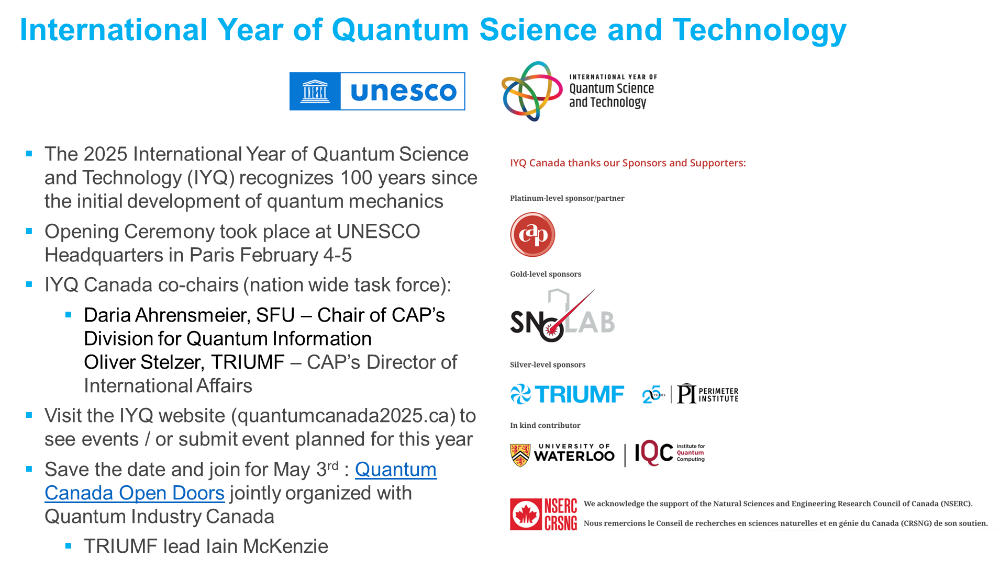 International Year of Quantum Science and Technology
UNESCO
unesco
INTERNATIONAL YEAR OF
Quantum Science
and Technology
The 2025 International Year of Quantum Science
and Technology (IYQ) recognizes 100 years since
the initial development of quantum mechanics
Opening Ceremony took place at UNESCO
Headquarters in Paris February 4-5
IYQ Canada co-chairs (nation wide task force):
Daria Ahrensmeier, SFU – Chair of CAP’s
Division for Quantum Information
Oliver Stelzer, TRIUMF – CAP’s Director of
International Affairs
Visit the IYQ website (quantumcanada2025.ca) to
see events / or submit event planned for this year
Save the date and join for May 3rd : Quantum
Canada Open Doors jointly organized with
Quantum Industry Canada
TRIUMF lead Iain McKenzie
IYQ Canada thanks our Sponsors and Supporters:
Platinum-level sponsor/partner
cap
Gold-level sponsors
SNOLAB
Silver-level sponsors
TRIUMF
25 YEARS
PI PERIMETER
INSTITUTE
In kind contributor
UNIVERSITY OF
WATERLOO
IQC Institute for
Quantum
Computing
NSERC
CRSNG
We acknowledge the support of the Natural Sciences and Engineering Research Council of Canada (NSERC).
Nous remercions le Conseil de recherches en sciences naturelles et en génie du Canada (CRSNG) de son soutien.